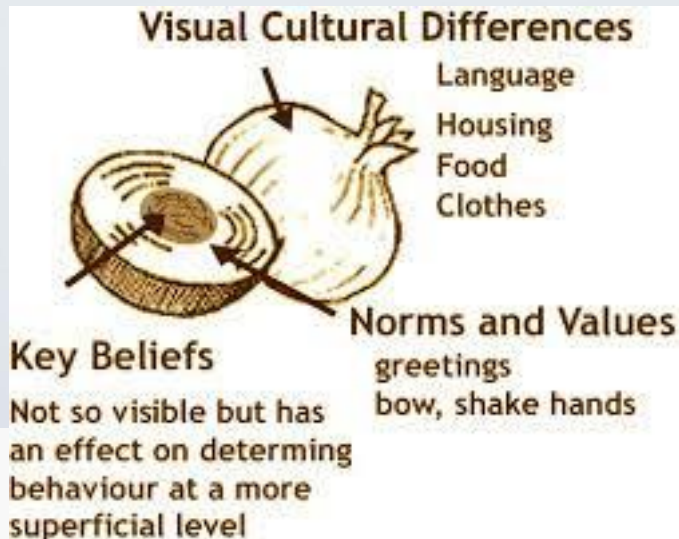 Visual Cultural Differences
Language
Housing
Food
Clothes
Norms and Values
greetings
bow, shake hands
Key Beliefs
Not so visible but has
an effect on determing
behaviour at a more
superficial level